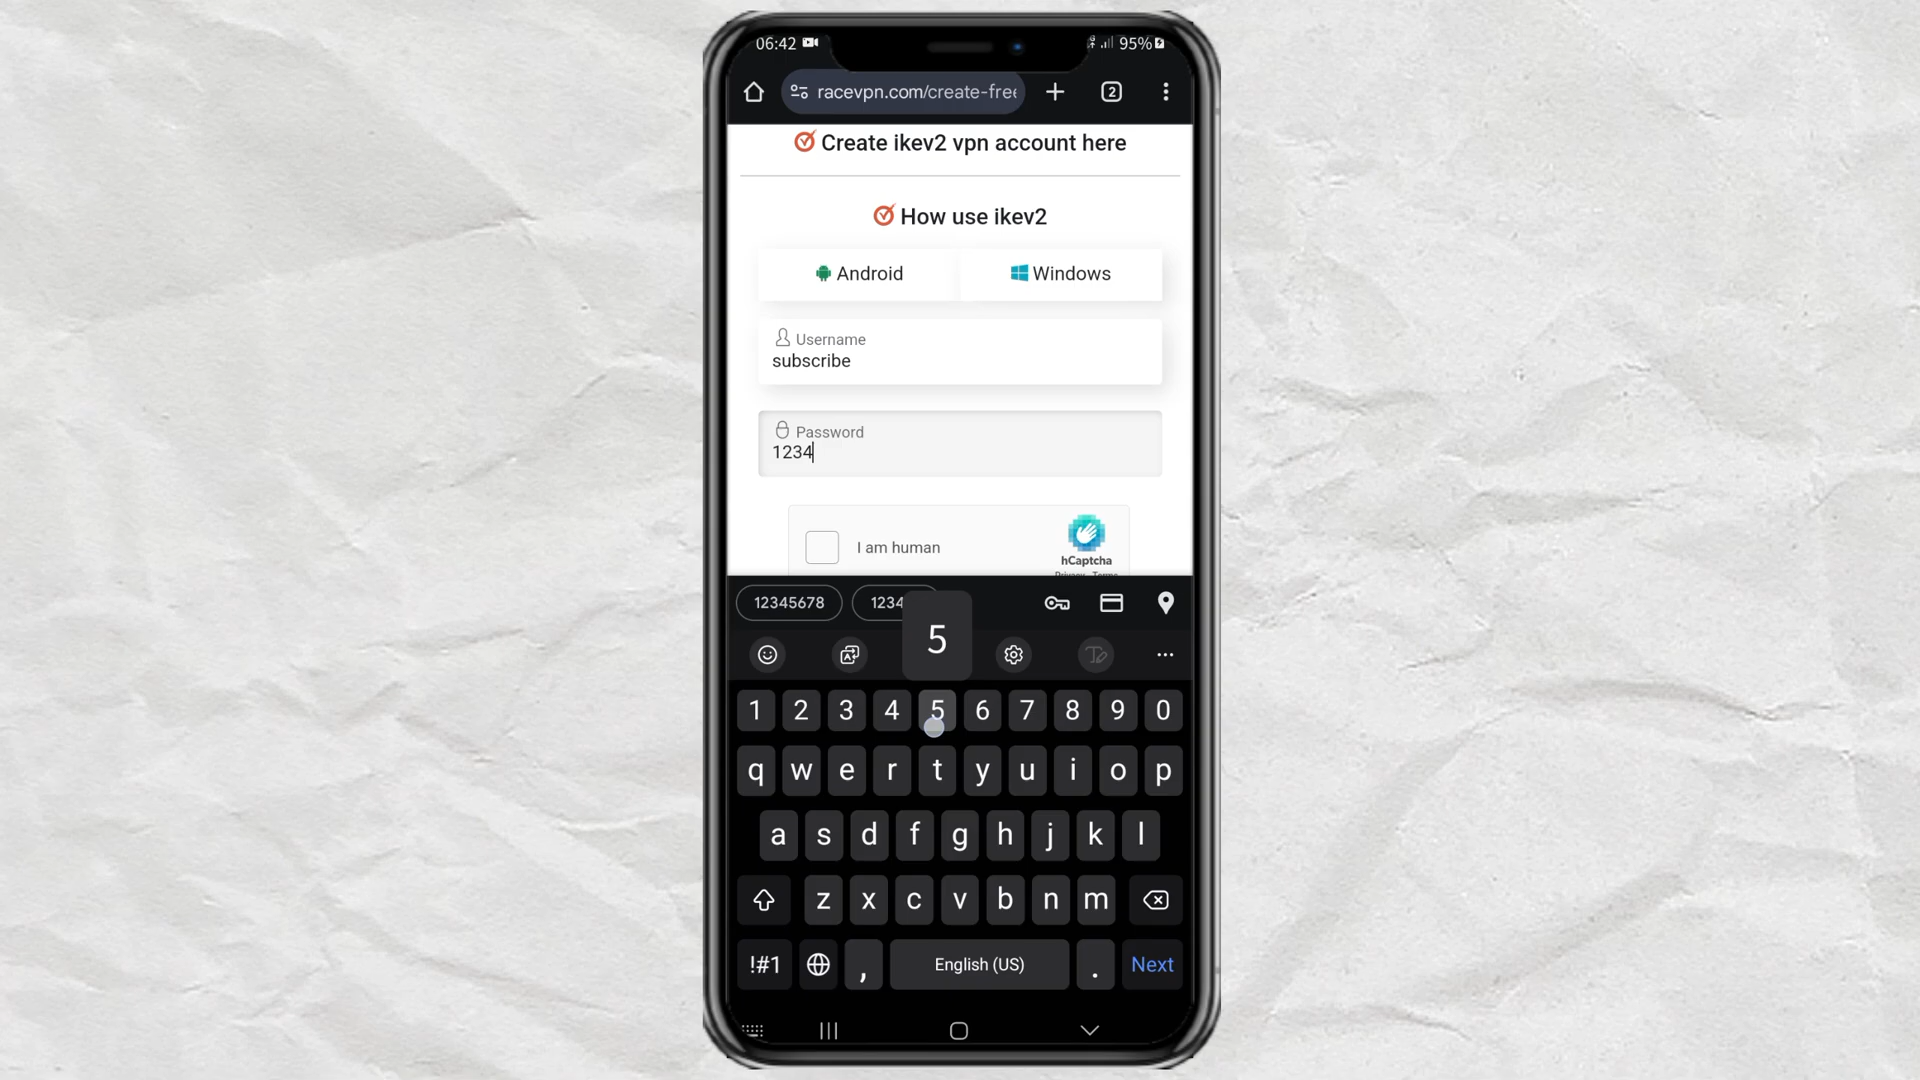 06:42 95%
racevpn.com/create-free 2
Create ikev2 vpn account here
How use ikev2
Android Windows
Username
subscribe
Password
1234
I am human
hCaptcha
12345678 1234
5
1 2 3 4 5 6 7 8 9 0
q w e r t y u i o p
a s d f g h j k l
z x c v b n m
!#1 , English (US) . Next